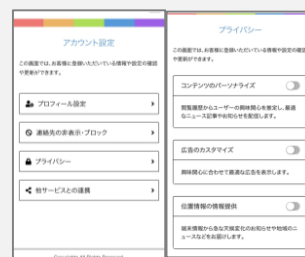 アカウント設定
この画面では、お客様に登録いただいている情報や設定の確認
や更新ができます。
プロフィール設定
連絡先の非表示・ブロック
プライバシー
他サービスとの連携
Copyright All Rights Reserved
プライバシー
この画面では、お客様に登録いただいている情報や設定の確認
や更新ができます。
コンテンツのパーソナライズ
閲覧履歴からユーザーの興味関心を推定し、最適
なニュース記事やお知らせを配信します。
広告のカスタマイズ
興味関心に合わせて最適な広告を表示します。
位置情報の情報提供
端末情報から急な天候変化のお知らせや地域のニ
ュースなどをお届けします。